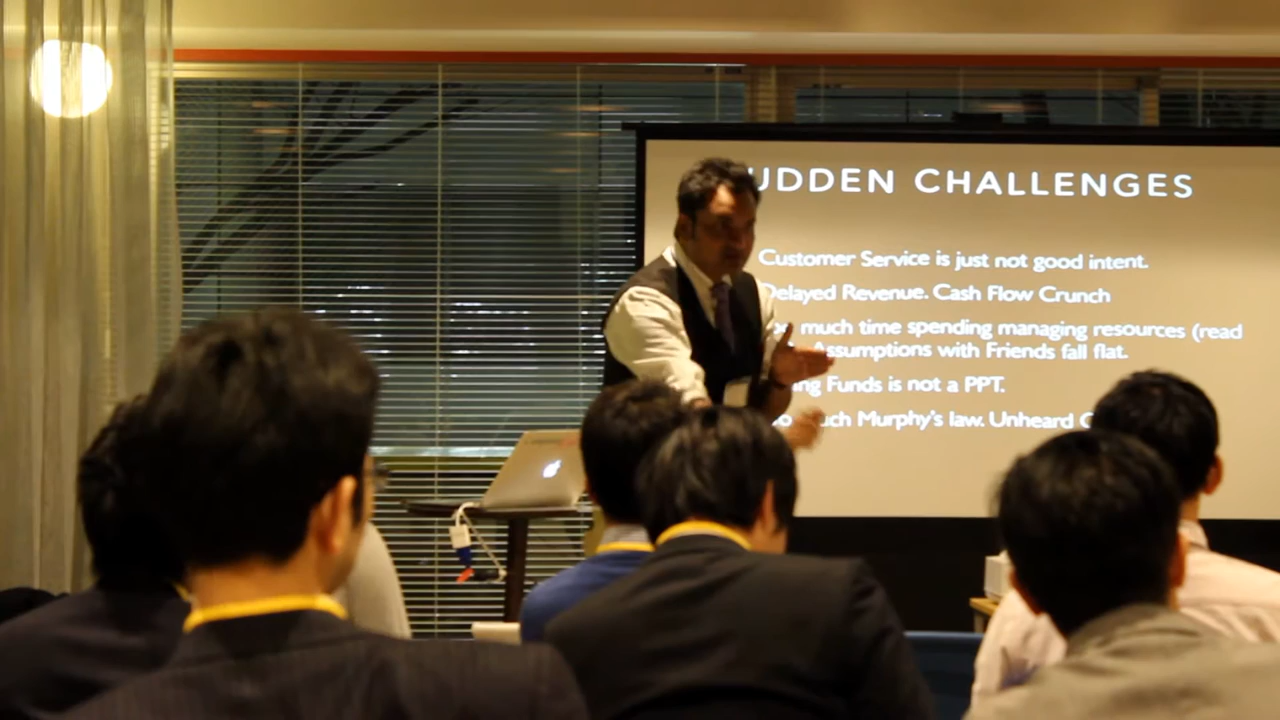 UDDEN CHALLENGES
Customer Service is just not good intent.
Delayed Revenue. Cash Flow Crunch
much time spending managing resources (read
Assumptions with Friends fall flat.
Funds is not a PPT.
Murphy's law. Unheard